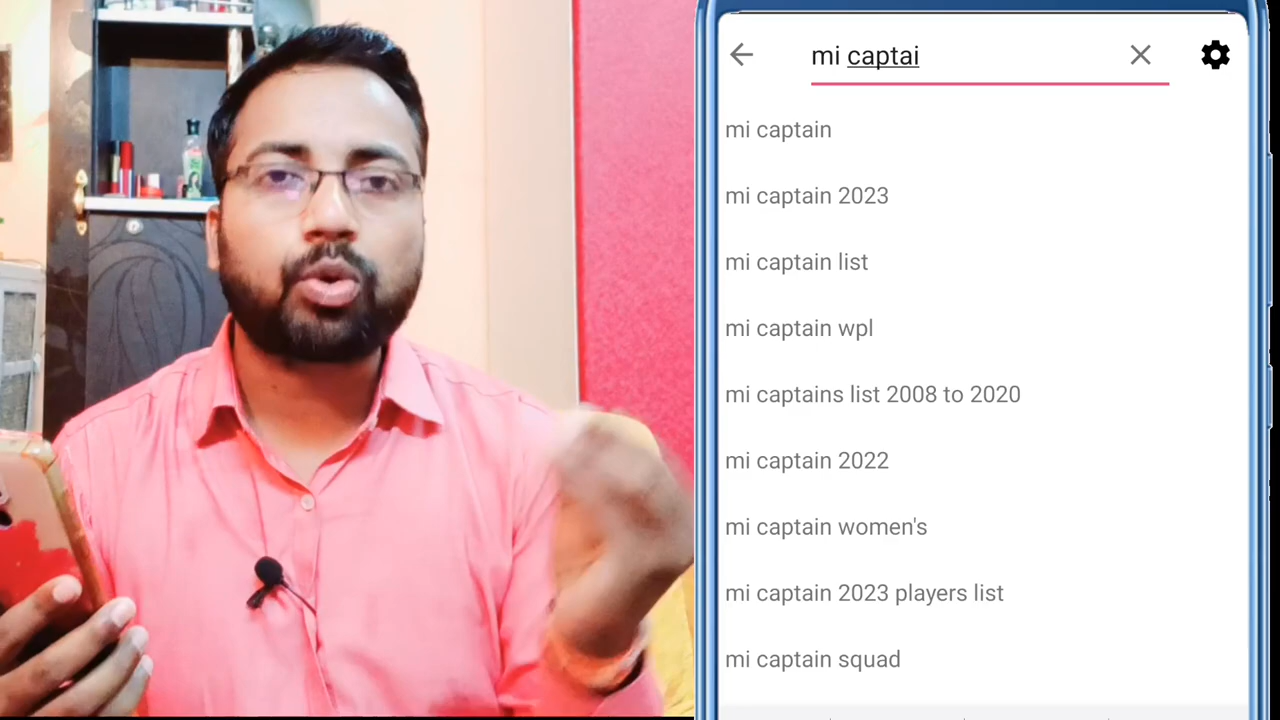 mi captai
mi captain
mi captain 2023
mi captain list
mi captain wpl
mi captains list 2008 to 2020
mi captain 2022
mi captain women's
mi captain 2023 players list
mi captain squad